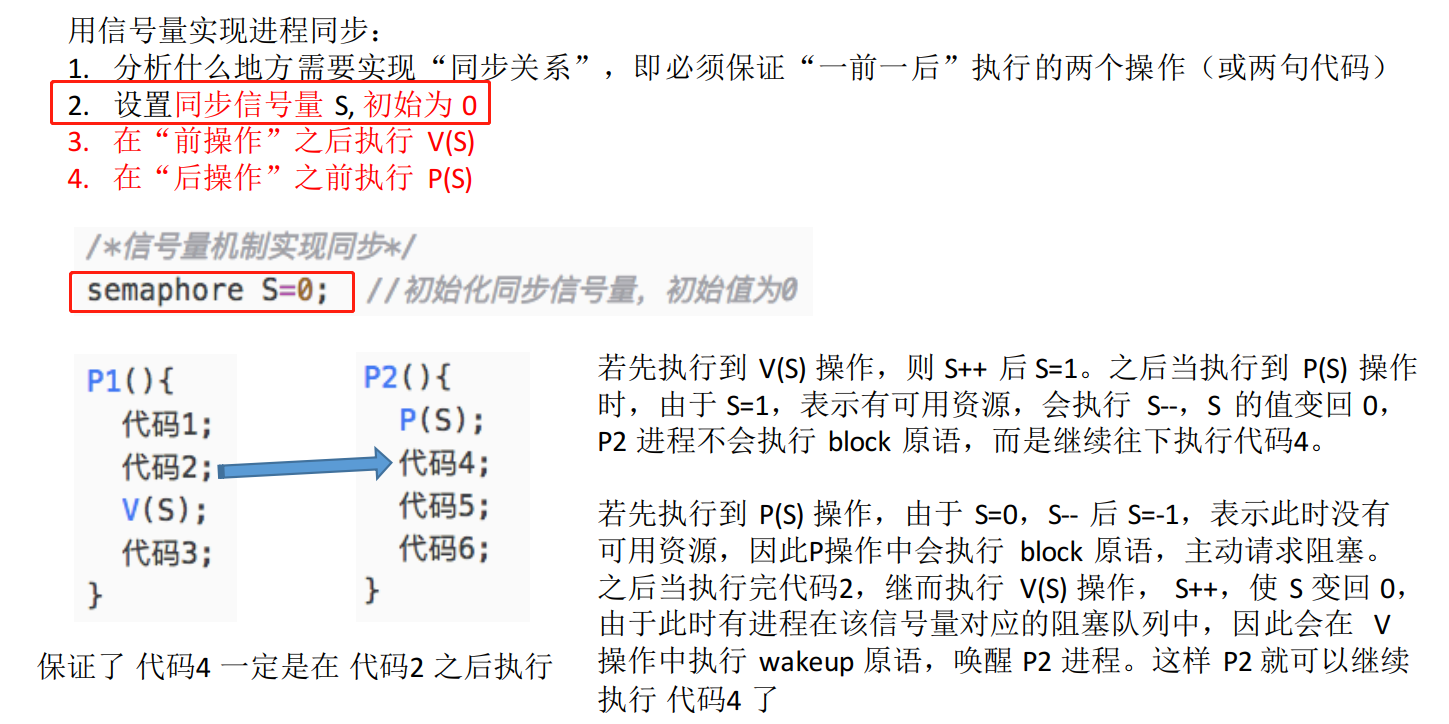 用信号量实现进程同步：
1. 分析什么地方需要实现“同步关系”，即必须保证“一前一后”执行的两个操作（或两句代码）
2. 设置同步信号量 S, 初始为 0
3. 在“前操作”之后执行 V(S)
4. 在“后操作”之前执行 P(S)
/*信号量机制实现同步*/
semaphore S=0; //初始化同步信号量，初始值为0
P1(){
代码1;
代码2;
V(S);
代码3;
}
P2(){
P(S);
代码4;
代码5;
代码6;
}
保证了 代码4 一定是在 代码2 之后执行
若先执行到 V(S) 操作，则 S++ 后 S=1。之后当执行到 P(S) 操作
时，由于 S=1，表示有可用资源，会执行 S--，S 的值变回 0，
P2 进程不会执行 block 原语，而是继续往下执行代码4。
若先执行到 P(S) 操作，由于 S=0，S-- 后 S=-1，表示此时没有
可用资源，因此P操作中会执行 block 原语，主动请求阻塞。
之后当执行完代码2，继而执行 V(S) 操作， S++，使 S 变回 0，
由于此时有进程在该信号量对应的阻塞队列中，因此会在 V
操作中执行 wakeup 原语，唤醒 P2 进程。这样 P2 就可以继续
执行 代码4 了